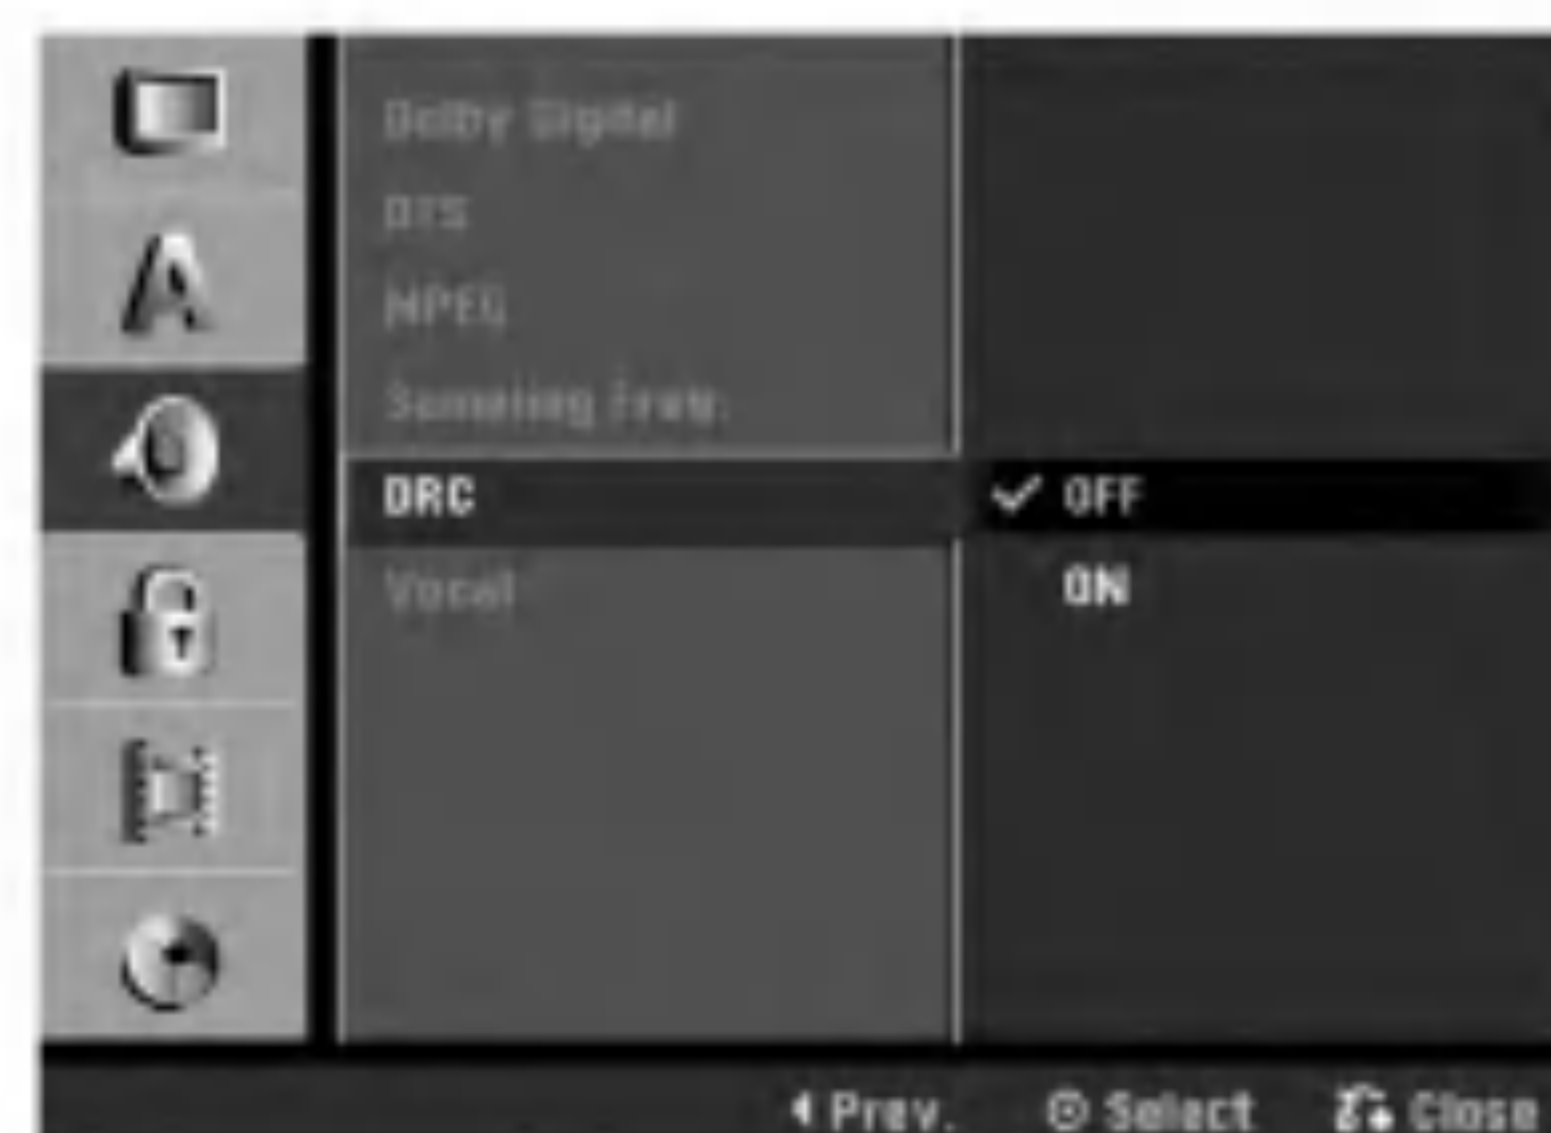 Dolby Digital
DTS
MPEG
Sampling Freq.
DRC
✓ OFF
Vocal
ON
Prev.
Select
Close